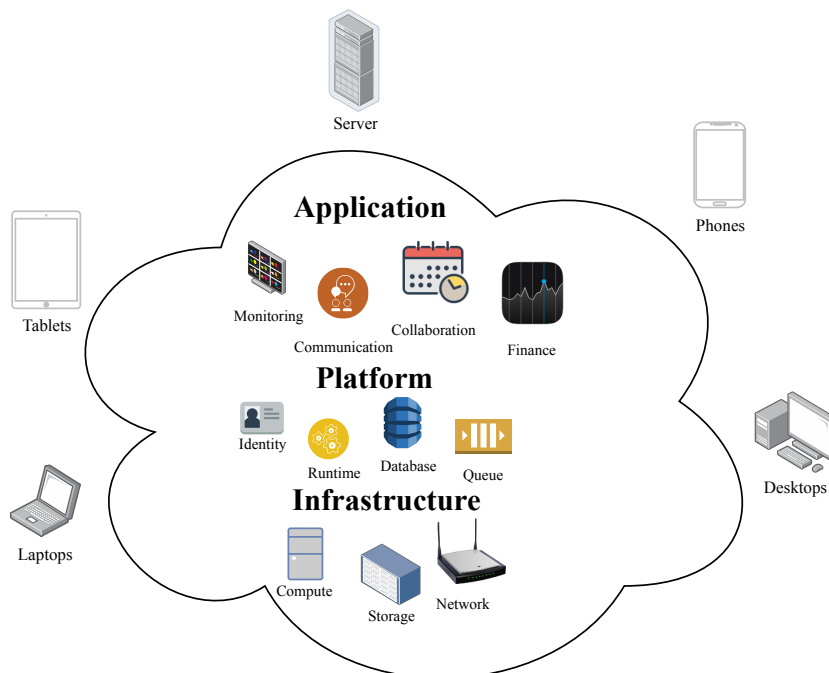 Server
Phones
Application
Tablets
Monitoring
Communication
Collaboration
Finance
Platform
Identity
Runtime
Database
Queue
Desktops
Infrastructure
Laptops
Compute
Storage
Network